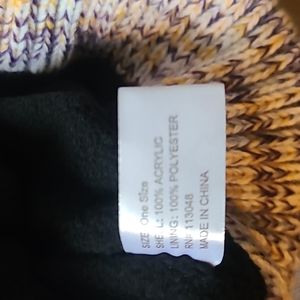 SIZE: One Size
SHELL: 100% ACRYLIC
LINING: 100% POLYESTER
RN# 113048
MADE IN CHINA